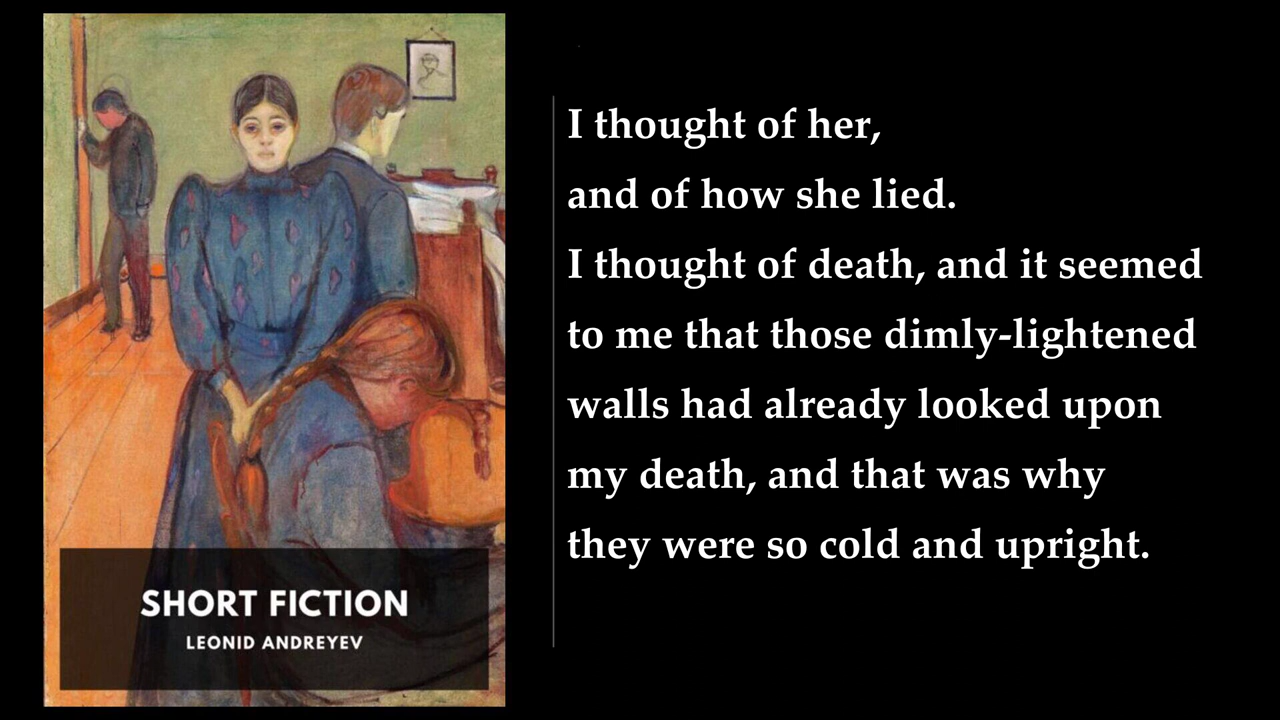 SHORT FICTION
LEONID ANDREYEV
I thought of her,
and of how she lied.
I thought of death, and it seemed
to me that those dimly-lightened
walls had already looked upon
my death, and that was why
they were so cold and upright.